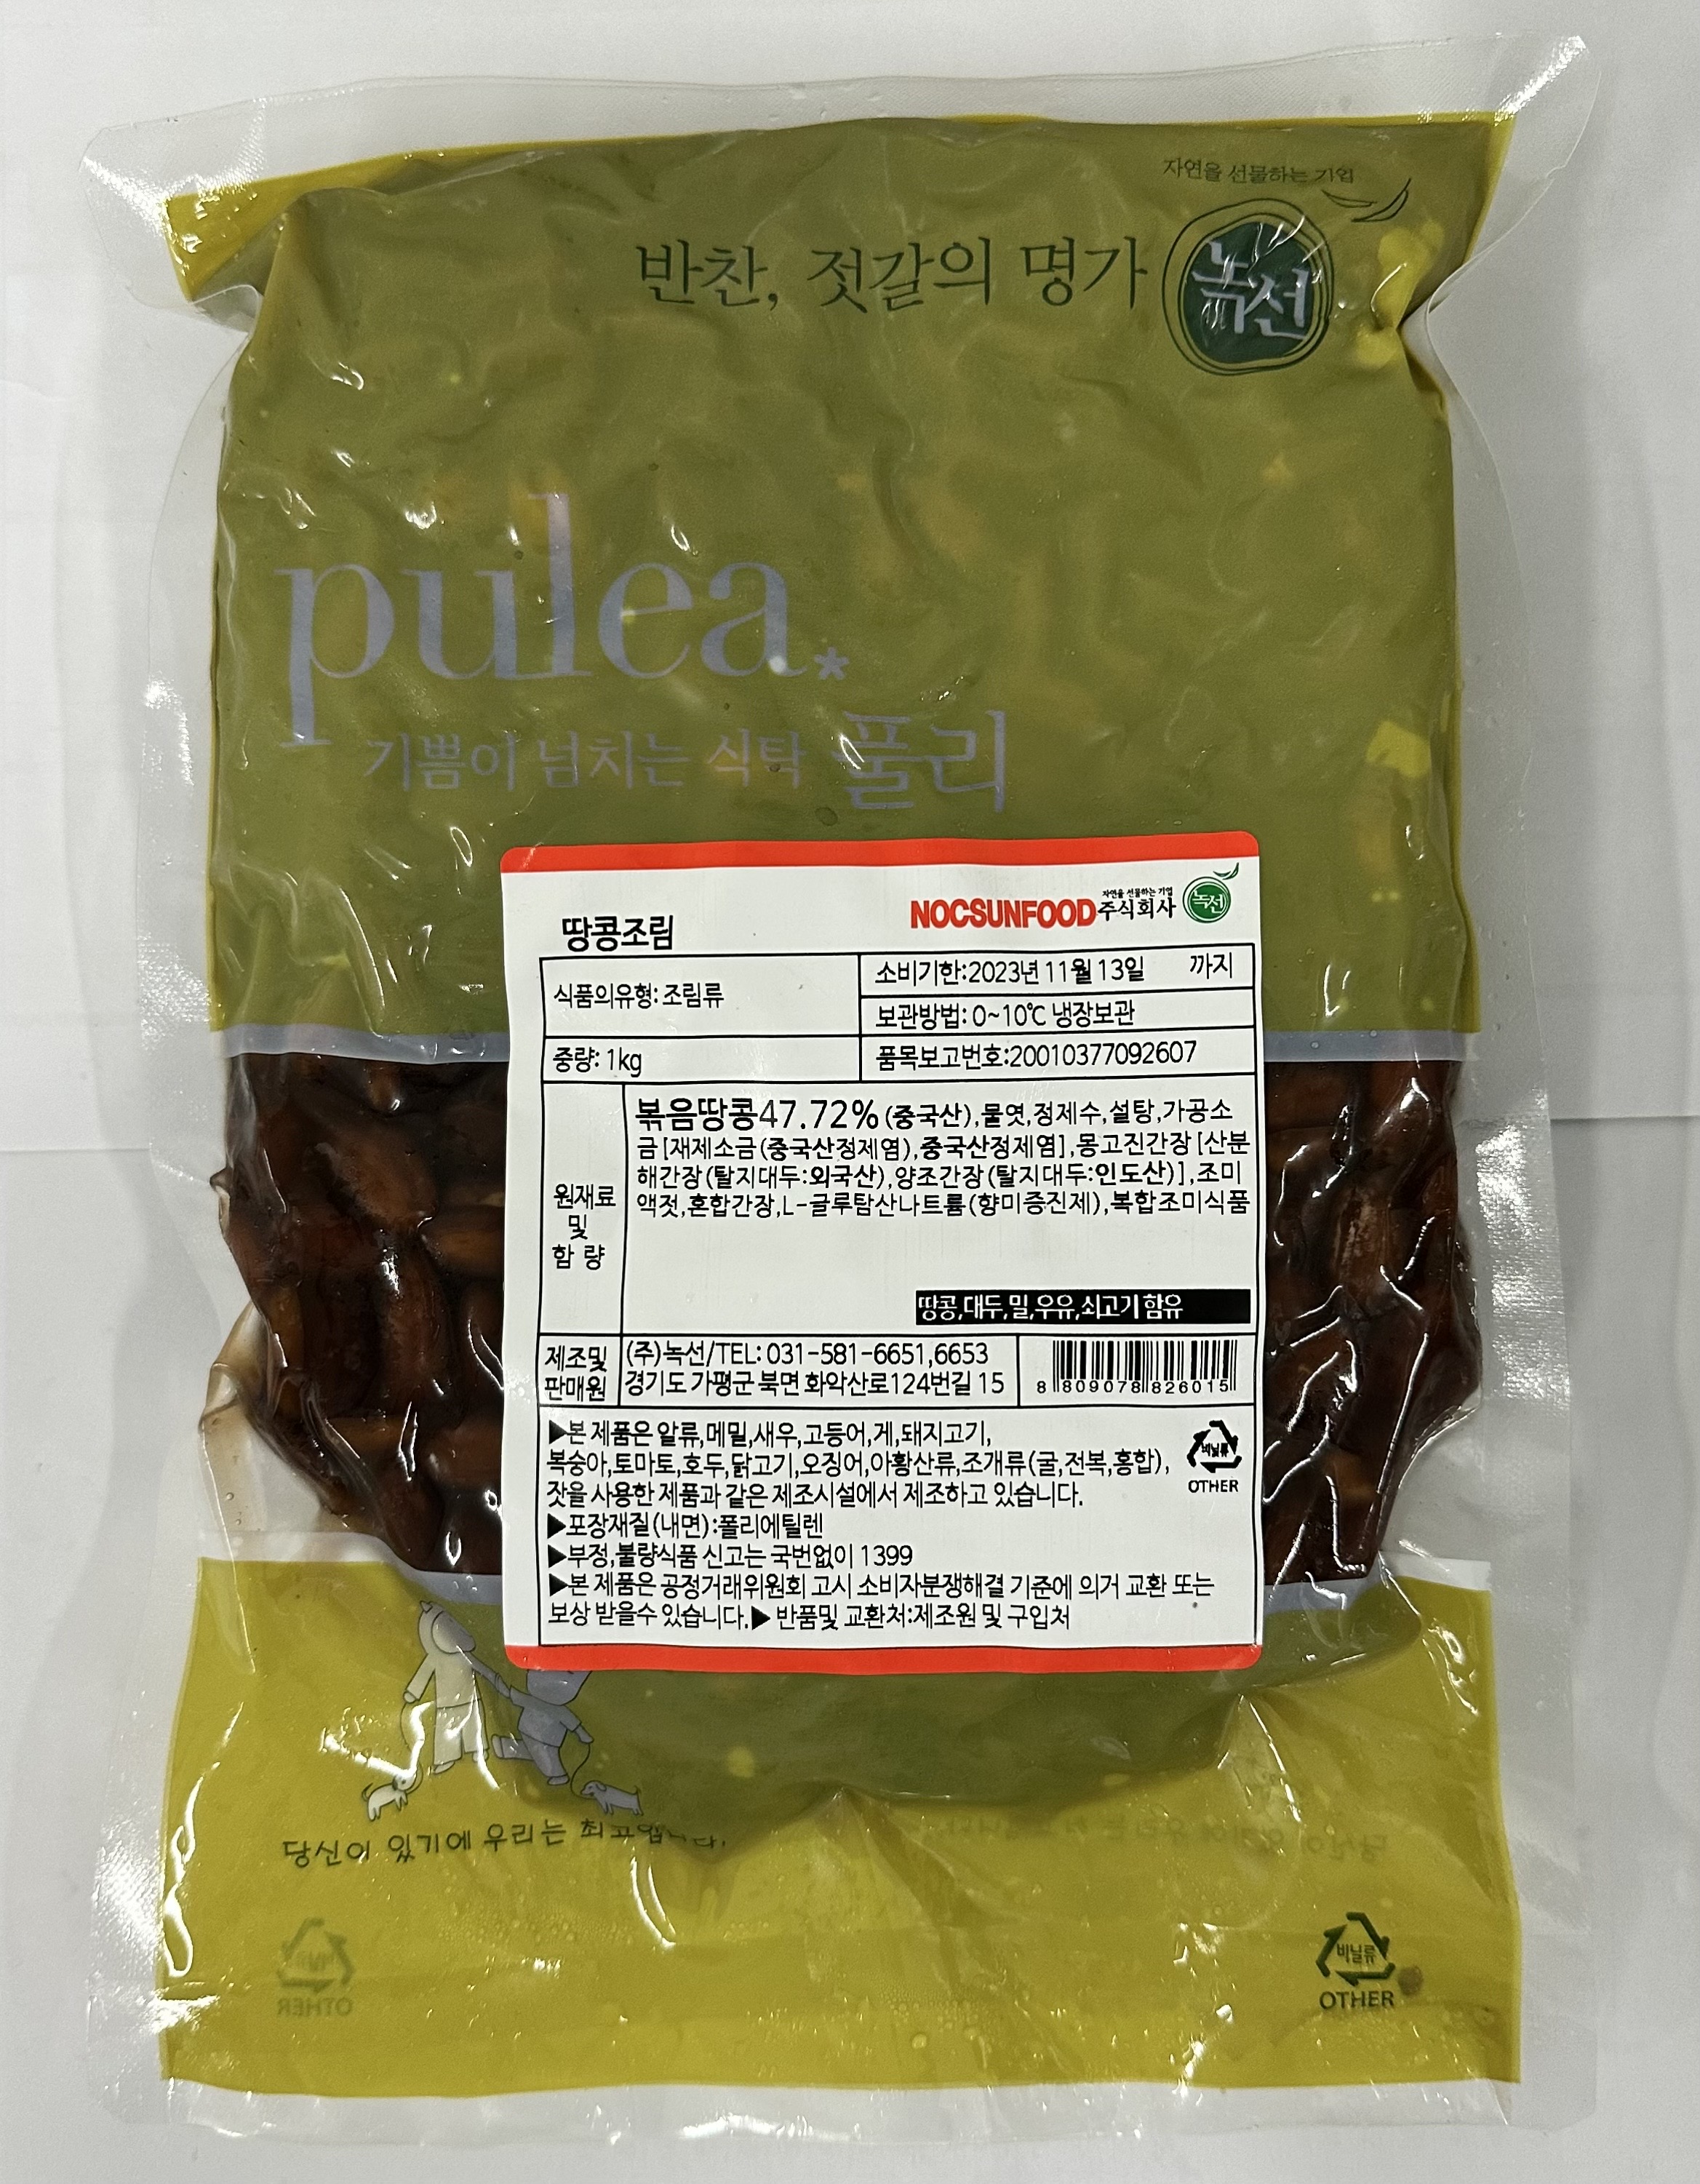 자연을 선물하는 기업
반찬, 젓갈의 명가
녹선
pulea.*
기쁨이 넘치는 식탁 풀리
땅콩조림
NOCSUNFOOD주식회사
자연을 선물하는 기업
녹선
식품의유형: 조림류
소비기한:2023년 11월 13일 까지
보관방법: 0~10℃ 냉장보관
중량: 1kg
품목보고번호:20010377092607
원재료
및
함 량
볶음땅콩47.72%(중국산),물엿,정제수,설탕,가공소
금[재제소금(중국산정제염),중국산정제염],몽고진간장[산분
해간장(탈지대두:외국산),양조간장(탈지대두:인도산)],조미
액젓,혼합간장,L-글루탐산나트륨(향미증진제),복합조미식품
땅콩,대두,밀,우유,쇠고기함유
제조및
판매원
(주)녹선/TEL: 031-581-6651,6653
경기도 가평군 북면 화악산로124번길 15
8 809078 826015
▶본 제품은 알류,메밀,새우,고등어,게,돼지고기,
복숭아,토마토,호두,닭고기,오징어,아황산류,조개류(굴,전복,홍합),
잣을 사용한 제품과 같은 제조시설에서 제조하고 있습니다.
비닐류
OTHER
▶포장재질(내면):폴리에틸렌
▶부정,불량식품 신고는 국번없이 1399
▶본 제품은 공정거래위원회 고시 소비자분쟁해결 기준에 의거 교환 또는
보상 받을수 있습니다.▶ 반품및 교환처:제조원 및 구입처
당신이 있기에 우리는 최고입니다.
비닐류
OTHER
OTHER